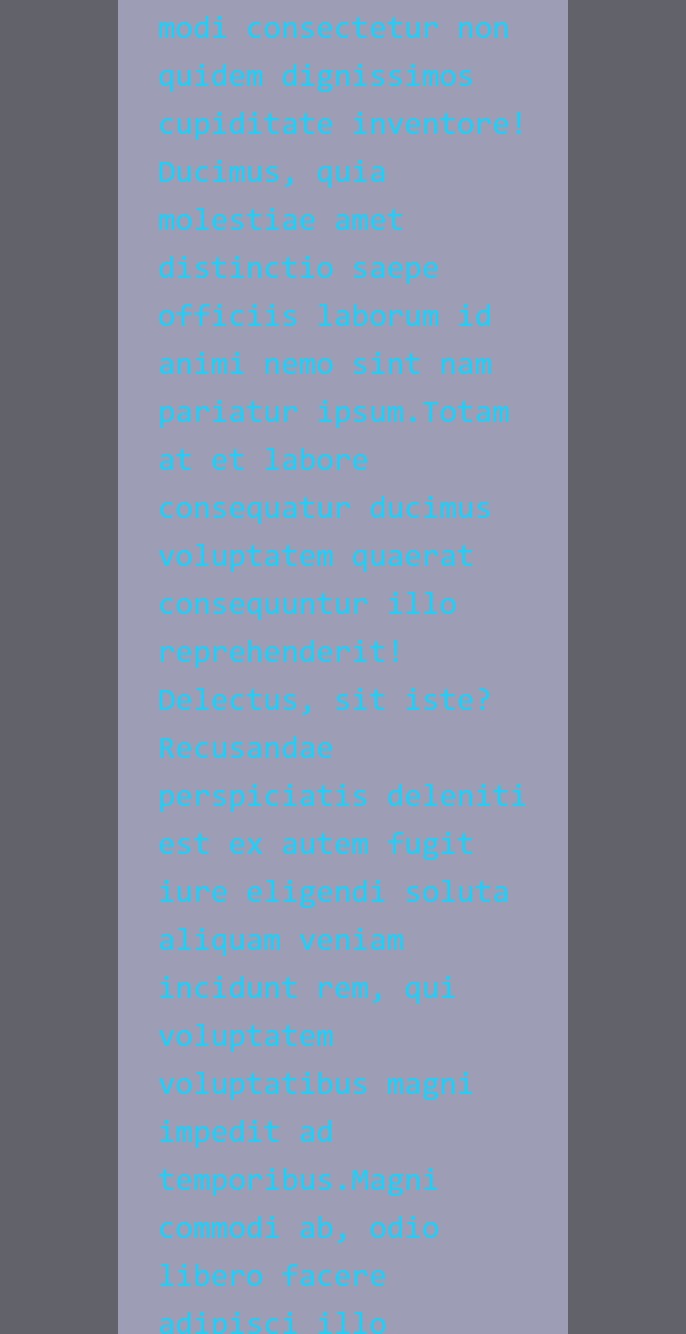 modi consectetur non
quidem dignissimos
cupiditate inventore!
Ducimus, quia
molestiae amet
distinctio saepe
officiis laborum id
animi nemo sint nam
pariatur ipsum.Totam
at et labore
consequatur ducimus
voluptatem quaerat
consequuntur illo
reprehenderit!
Delectus, sit iste?
Recusandae
perspiciatis deleniti
est ex autem fugit
iure eligendi soluta
aliquam veniam
incidunt rem, qui
voluptatem
voluptatibus magni
impedit ad
temporibus.Magni
commodi ab, odio
libero facere
adipisci illo